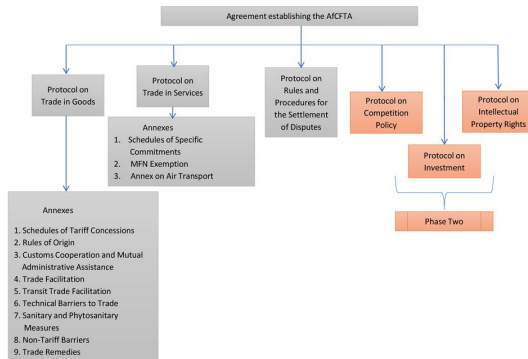 Agreement establishing the AfCFTA
Protocol on
Trade in Goods
Protocol on
Trade in Services
Protocol on
Rules and
Procedures for
the Settlement
of Disputes
Protocol on
Competition
Policy
Protocol on
Intellectual
Property Rights
Protocol on
Investment
Phase Two
Annexes
1. Schedules of Specific
Commitments
2. MFN Exemption
3. Annex on Air Transport
Annexes
1. Schedules of Tariff Concessions
2. Rules of Origin
3. Customs Cooperation and Mutual
Administrative Assistance
4. Trade Facilitation
5. Transit Trade Facilitation
6. Technical Barriers to Trade
7. Sanitary and Phytosanitary
Measures
8. Non-Tariff Barriers
9. Trade Remedies